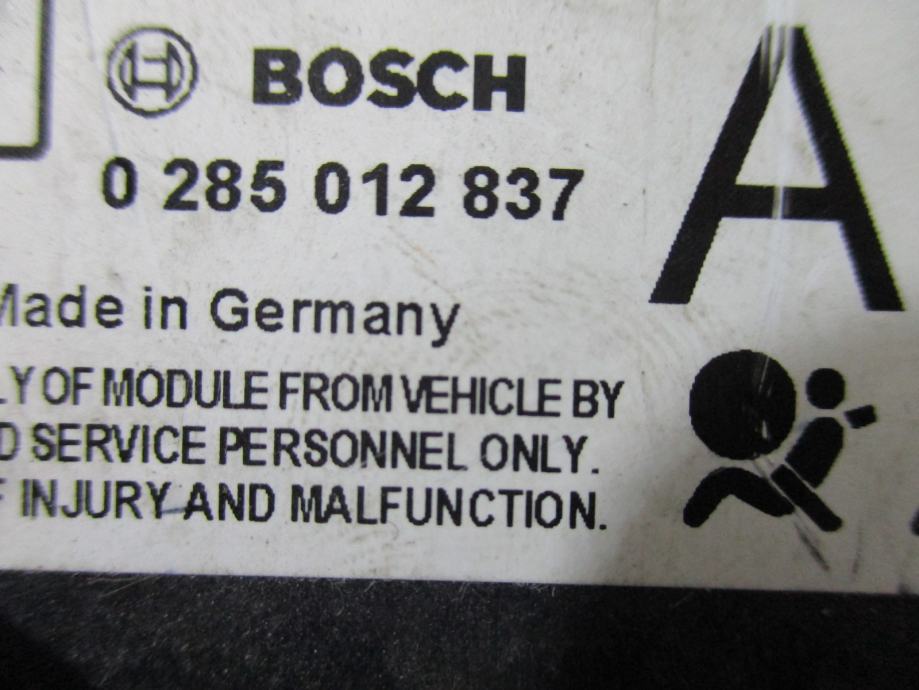 BOSCH
A
0 285 012 837
Made in Germany
LY OF MODULE FROM VEHICLE BY
D SERVICE PERSONNEL ONLY.
F INJURY AND MALFUNCTION.